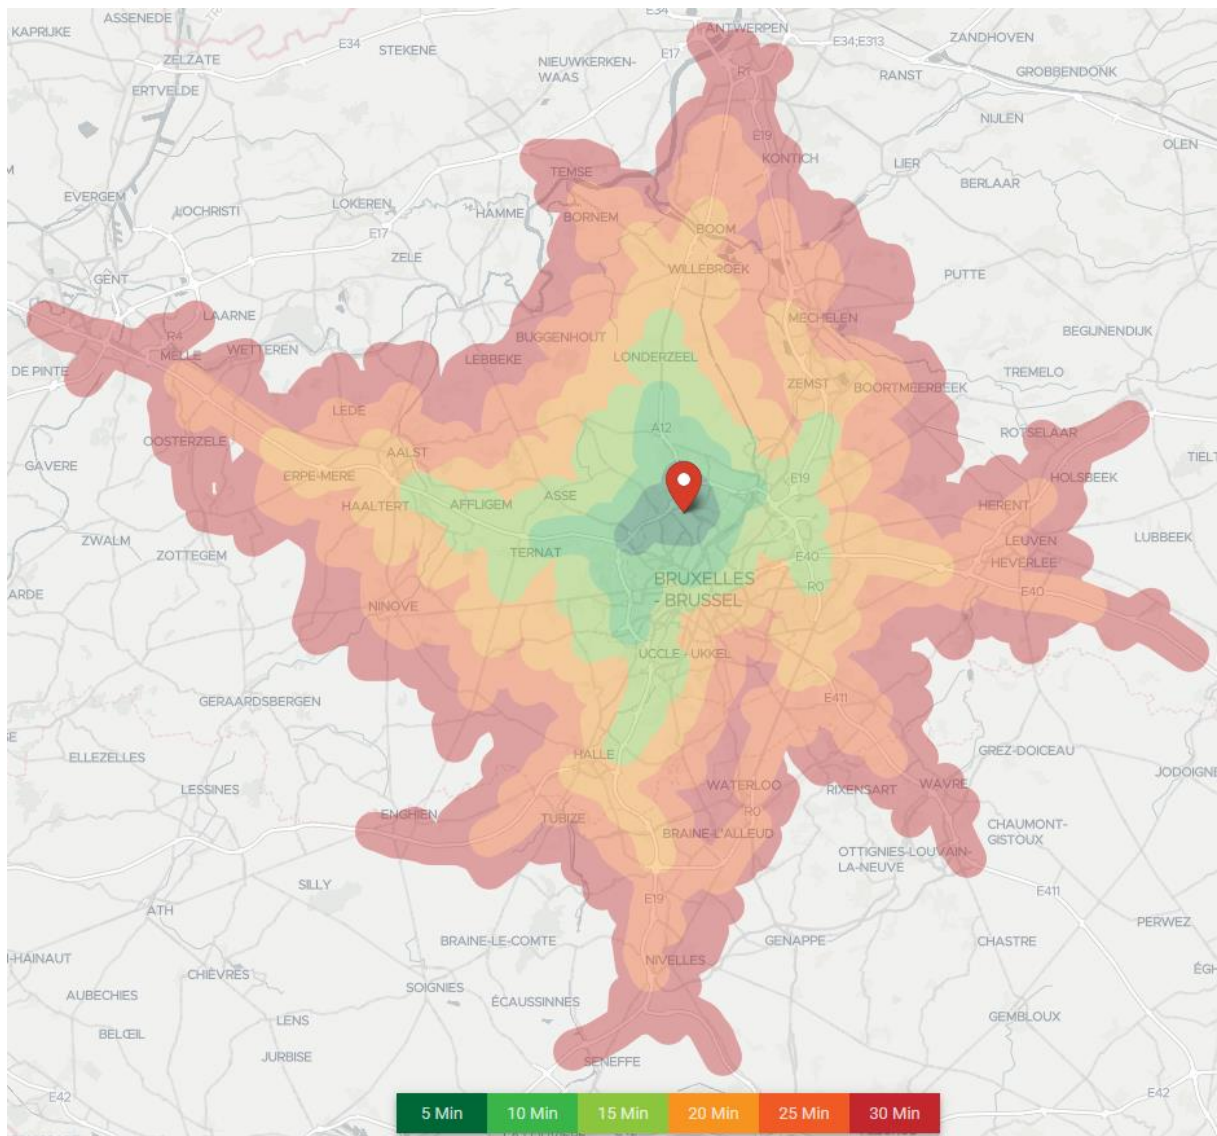 ASSENEDE
E34
ANTWERPEN
KAPRIJKE
E34
STEKENE
E17
E34;E313
ZANDHOVEN
ZELZATE
NIEUWKERKEN-
WAAS
R1
RANST
GROBBENDONK
ERTVELDE
NIJLEN
E19
OLEN
KONTICH
LIER
TEMSE
BERLAAR
EVERGEM
LOCHRISTI
LOKEREN
HAMME
BORNEM
BOOM
E17
ZELE
WILLEBROEK
PUTTE
GENT
LAARNE
MECHELEN
R4
BUGGENHOUT
BEGIJNENDIJK
MELLE
WETTEREN
LEBBEKE
LONDERZEEL
DE PINTE
TREMELO
ZEMST
BOORTMEERBEEK
LEDE
A12
ROTSELAAR
OOSTERZELE
AALST
GAVERE
ERPE-MERE
E19
HOLSBEEK
TIELT
HAALTERT
AFFLIGEM
ASSE
HERENT
ZWALM
ZOTTEGEM
TERNAT
LEUVEN
LUBBEEK
E40
HEVERLEE
BRUXELLES
- BRUSSEL
R0
E40
ARDE
NINOVE
UCCLE - UKKEL
GERAARDSBERGEN
E411
ELLEZELLES
HALLE
GREZ-DOICEAU
JODOIGNE
LESSINES
WATERLOO
RIXENSART
WAVRE
ENGHIEN
TUBIZE
R0
BRAINE-L'ALLEUD
CHAUMONT-
GISTOUX
OTTIGNIES-LOUVAIN-
LA-NEUVE
SILLY
E19
E411
ATH
PERWEZ
BRAINE-LE-COMTE
GENAPPE
CHASTRE
-HAINAUT
NIVELLES
CHIÈVRES
ÉGH
AUBECHIES
SOIGNIES
ÉCAUSSINNES
GEMBLOUX
LENS
BELŒIL
JURBISE
SENEFFE
E42
E42
5 Min
10 Min
15 Min
20 Min
25 Min
30 Min